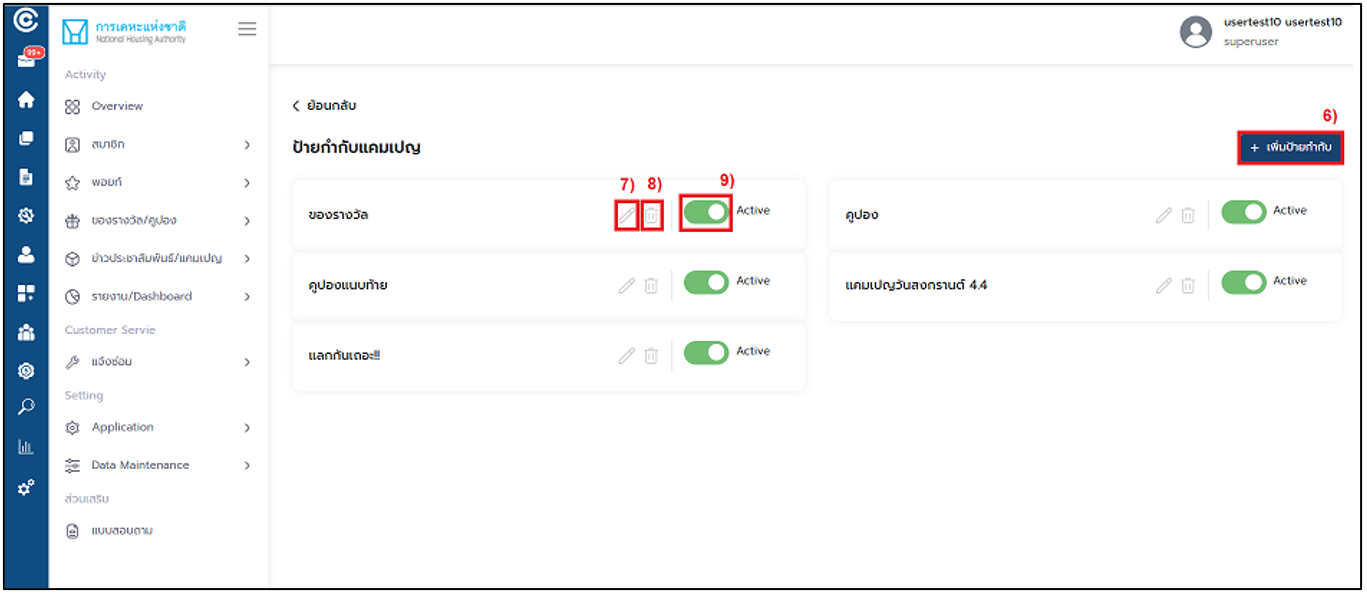 99+
การเคหะแห่งชาติ
National Housing Authority
usertest10 usertest10
superuser
Activity
Overview
สมาชิก
พอยท์
ของรางวัล/คูปอง
ข่าวประชาสัมพันธ์/แคมเปญ
รายงาน/Dashboard
Customer Servie
แจ้งซ่อม
Setting
Application
Data Maintenance
ส่วนเสริม
แบบสอบถาม
ย้อนกลับ
ป้ายกำกับแคมเปญ
6)
+ เพิ่มป้ายกำกับ
7) 8) 9)
ของรางวัล Active
คูปอง Active
คูปองแนบท้าย Active
แคมเปญวันสงกรานต์ 4.4 Active
แลกกันเถอะ!!! Active